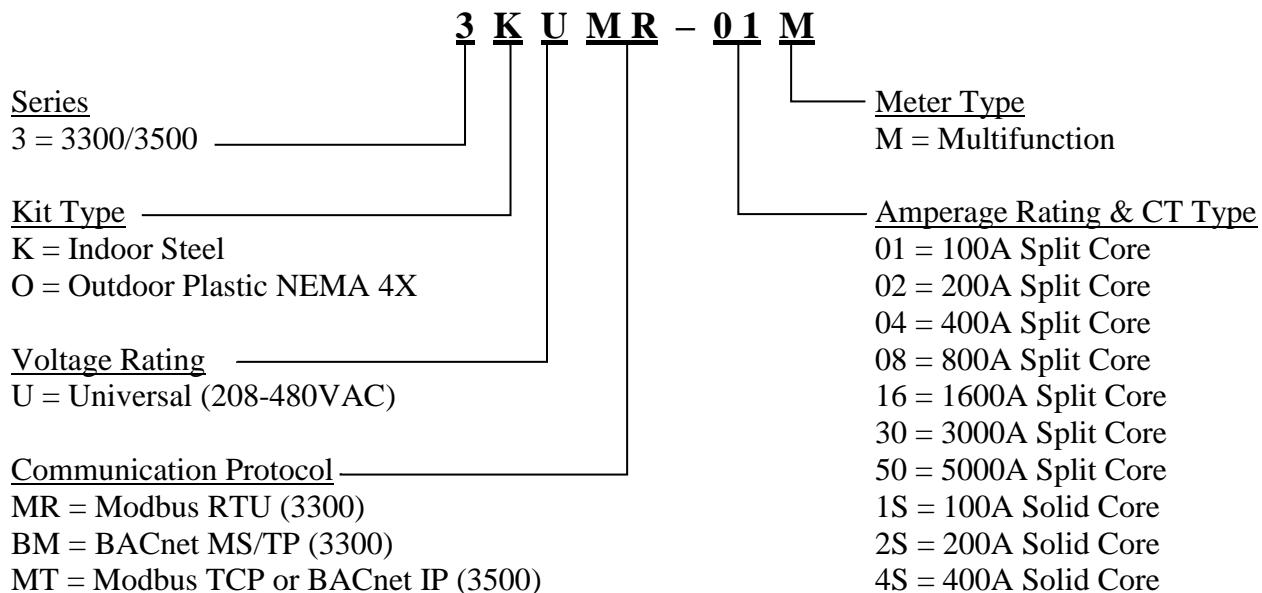 3 K U M R – 0 1 M
Series
3 = 3300/3500
Kit Type
K = Indoor Steel
O = Outdoor Plastic NEMA 4X
Voltage Rating
U = Universal (208-480VAC)
Communication Protocol
MR = Modbus RTU (3300)
BM = BACnet MS/TP (3300)
MT = Modbus TCP or BACnet IP (3500)
Meter Type
M = Multifunction
Amperage Rating & CT Type
01 = 100A Split Core
02 = 200A Split Core
04 = 400A Split Core
08 = 800A Split Core
16 = 1600A Split Core
30 = 3000A Split Core
50 = 5000A Split Core
1S = 100A Solid Core
2S = 200A Solid Core
4S = 400A Solid Core